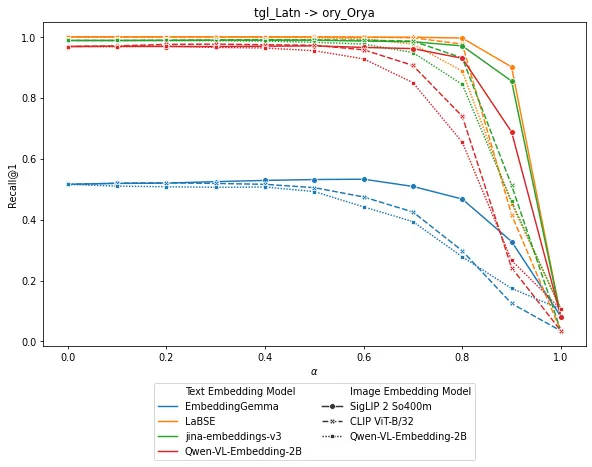 tgl_Latn -> ory_Orya
1.0
0.8
0.6
0.4
0.2
0.0
Recall@1
0.0 0.2 0.4 0.6 0.8 1.0
α
Text Embedding Model Image Embedding Model
EmbeddingGemma SigLIP 2 So400m
LaBSE CLIP ViT-B/32
jina-embeddings-v3 Qwen-VL-Embedding-2B
Qwen-VL-Embedding-2B